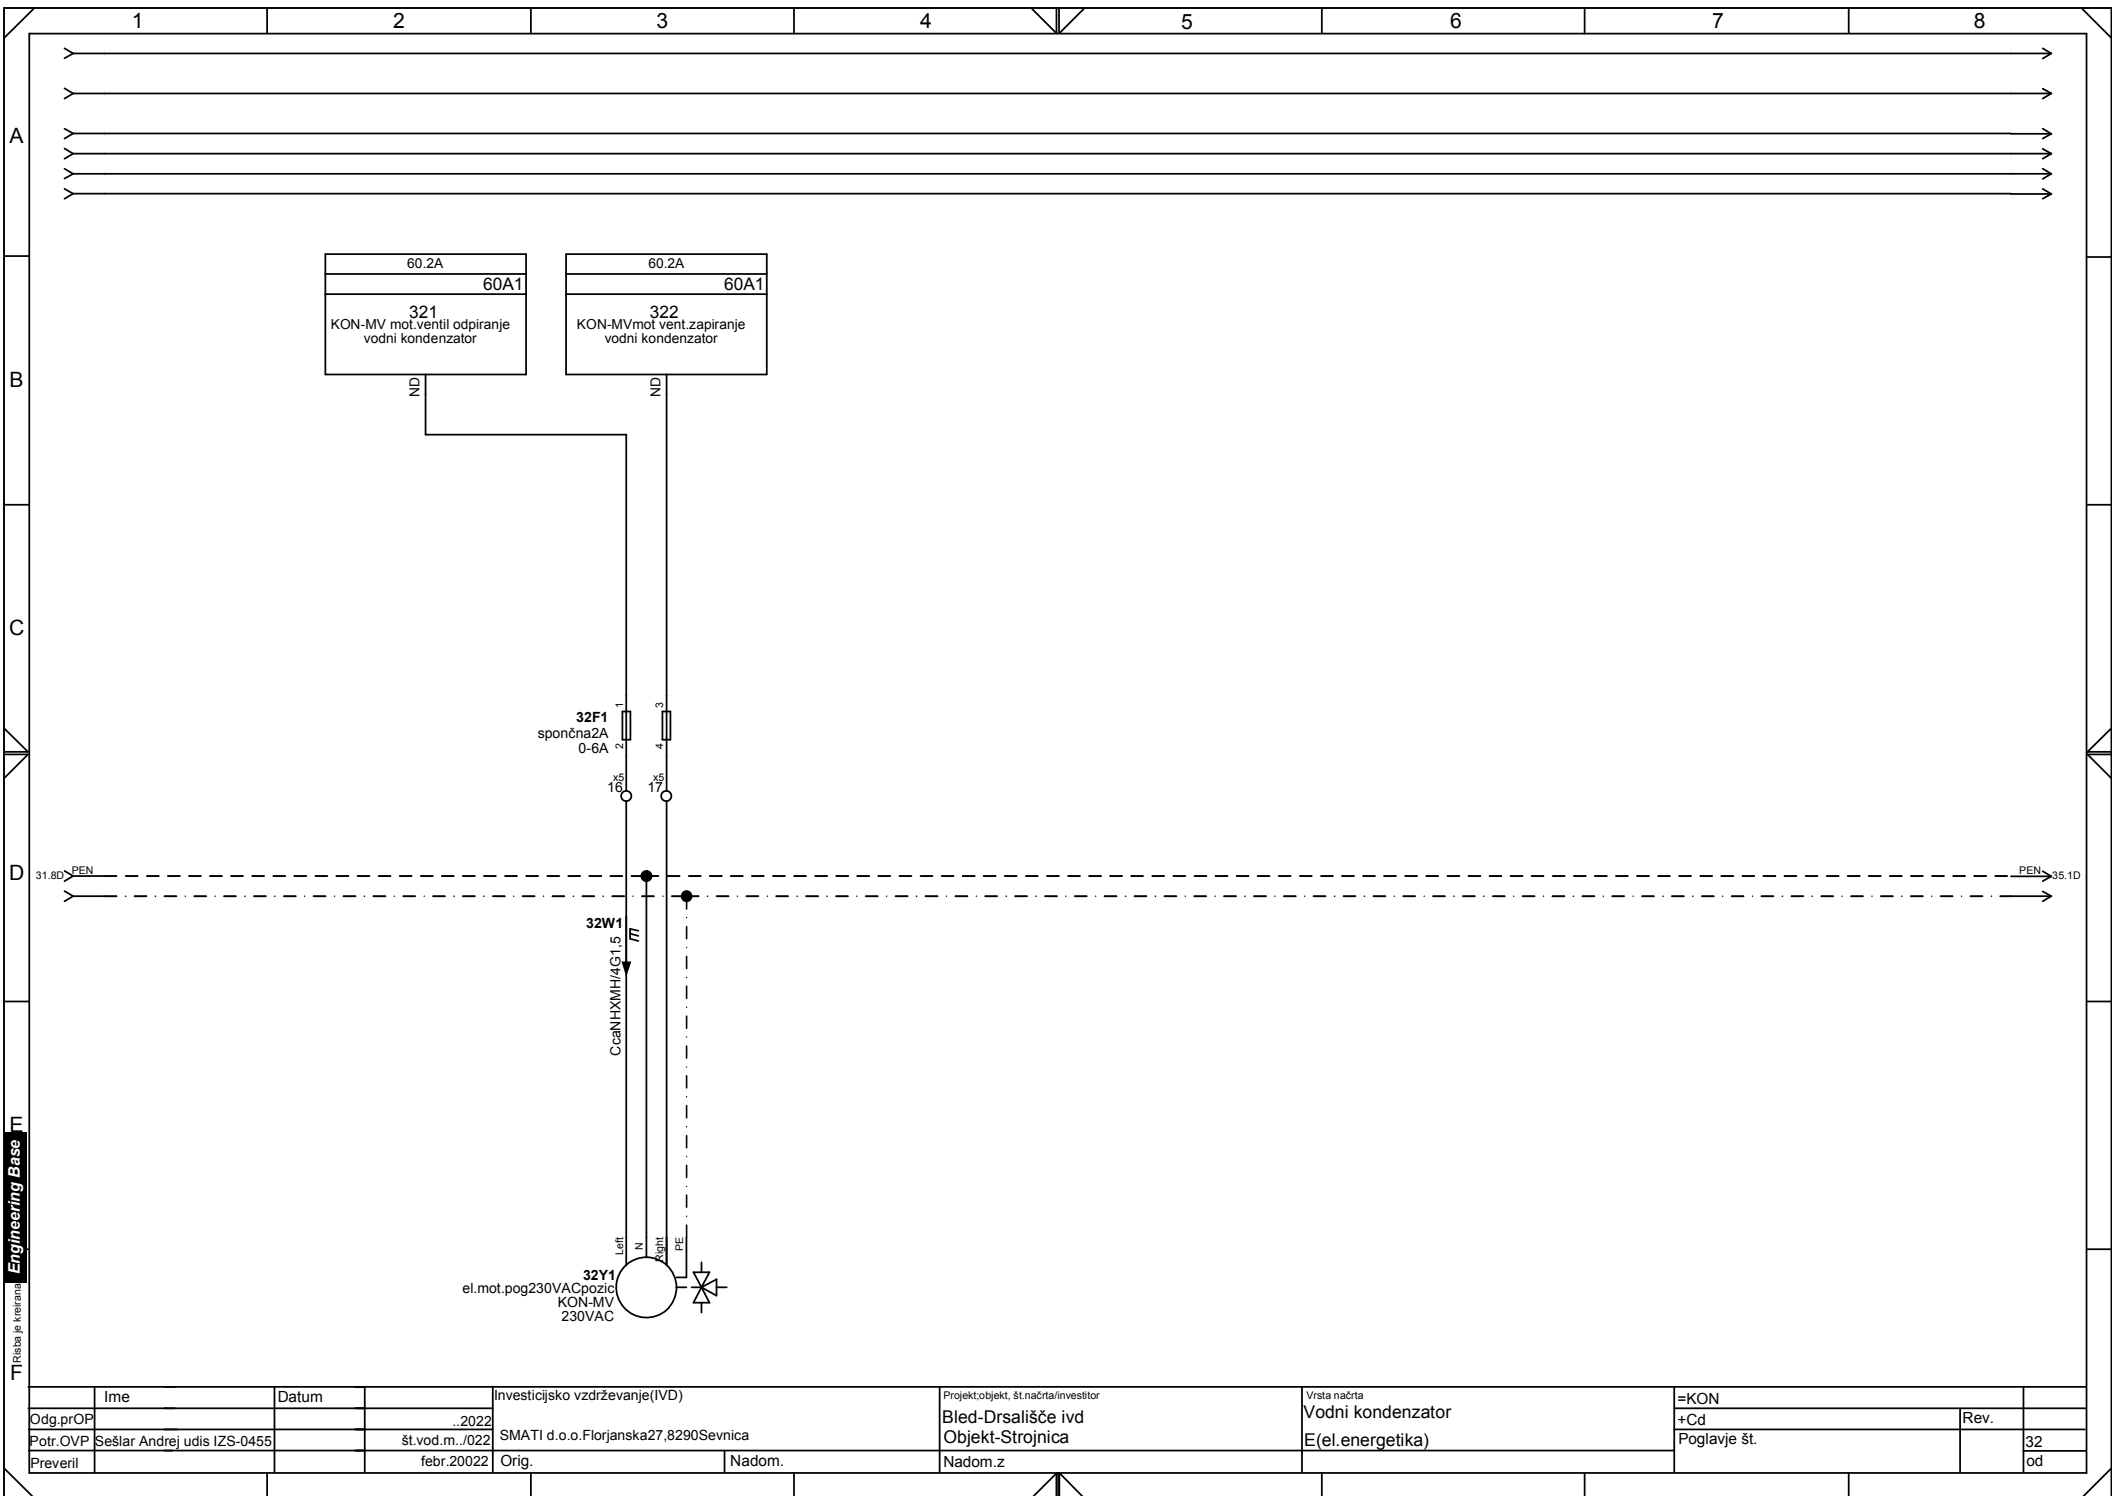 1 2 3 4 5 6 7 8
A
60.2A
60A1
321
KON-MV mot.ventil odpiranje
vodni kondenzator
ND
60.2A
60A1
322
KON-MVmot vent.zapiranje
vodni kondenzator
ND
B
C
32F1
spončna2A
0-6A
1
2
3
4
x5
16
x5
17
D
31.8D
PEN
PEN
35.1D
32W1
m
CcaNHXMH/4G1,5
E
Left
N
Right
PE
32Y1
el.mot.pog230VACpozic
KON-MV
230VAC
Engineering Base
Risba je kreirana
F
Ime
Datum
Odg.prOP
..2022
Potr.OVP
Sešlar Andrej udis IZS-0455
št.vod.m../022
Preveril
febr.20022
Investicijsko vzdrževanje(IVD)
SMATI d.o.o.Florjanska27,8290Sevnica
Orig.
Nadom.
Projekt;objekt, št.načrta/investitor
Bled-Drsališče ivd
Objekt-Strojnica
Nadom.z
Vrsta načrta
Vodni kondenzator
E(el.energetika)
=KON
+Cd
Rev.
Poglavje št.
32
od